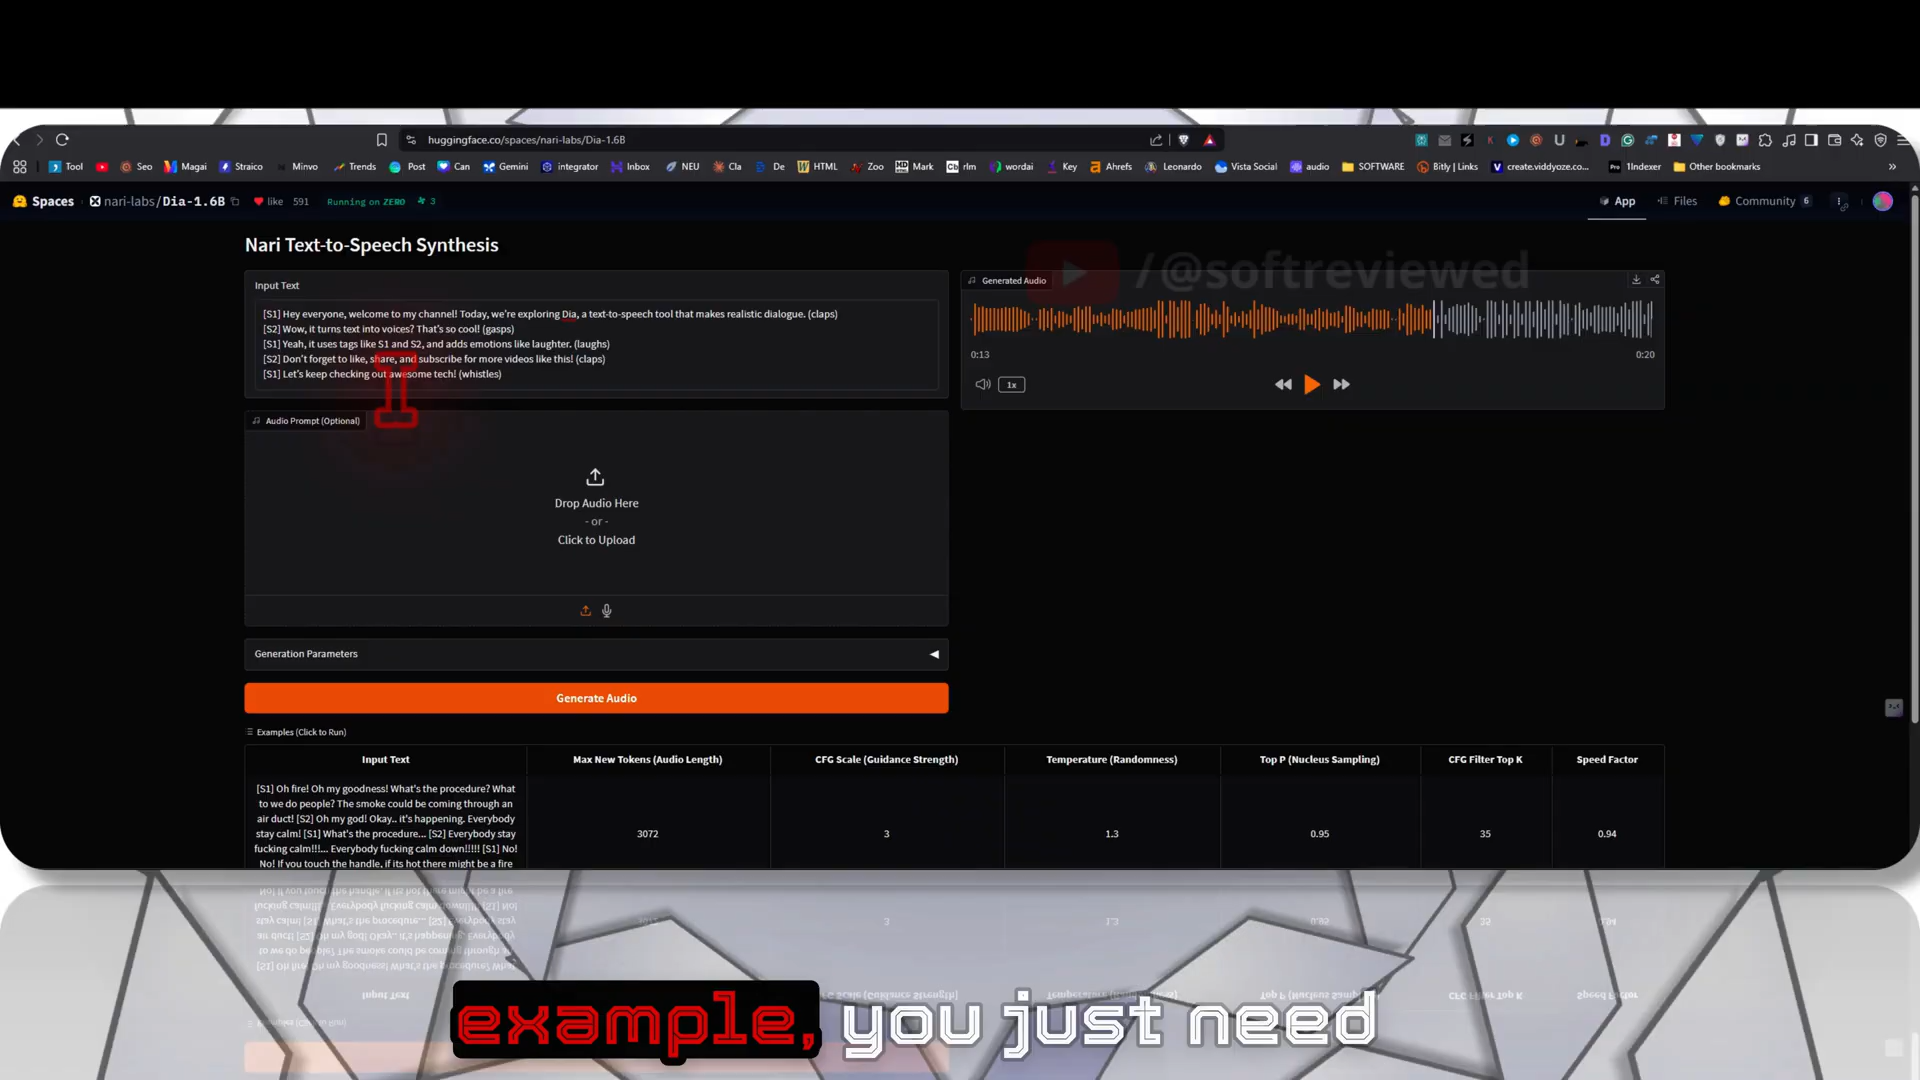 huggingface.co/spaces/nari-labs/Dia-1.6B
Tool Seo Magai Straico Minvo Trends Post Can Gemini integrator Inbox NEU Cla De HTML Zoo Mark rlm wordai Key Ahrefs Leonardo Vista Social audio SOFTWARE Bitly | Links create.viddyoze.co... 1Indexer Other bookmarks
Spaces nari-labs/Dia-1.6B like 591 Running on ZERO 3
App Files Community 6
Nari Text-to-Speech Synthesis
/@softreviewed
Input Text
[S1] Hey everyone, welcome to my channel! Today, we're exploring Dia, a text-to-speech tool that makes realistic dialogue. (claps)
[S2] Wow, it turns text into voices? That's so cool! (gasps)
[S1] Yeah, it uses tags like S1 and S2, and adds emotions like laughter. (laughs)
[S2] Don't forget to like, share, and subscribe for more videos like this! (claps)
[S1] Let's keep checking out awesome tech! (whistles)
Generated Audio
0:13 0:20
1x
Audio Prompt (Optional)
Drop Audio Here
- or -
Click to Upload
Generation Parameters
Generate Audio
Examples (Click to Run)
Input Text Max New Tokens (Audio Length) CFG Scale (Guidance Strength) Temperature (Randomness) Top P (Nucleus Sampling) CFG Filter Top K Speed Factor
[S1] Oh fire! Oh my goodness! What's the procedure? What
to we do people? The smoke could be coming through an
air duct! [S2] Oh my god! Okay.. it's happening. Everybody
stay calm! [S1] What's the procedure... [S2] Everybody stay
fucking calm!!!... Everybody fucking calm down!!!!! [S1] No!
No! If you touch the handle, if its hot there might be a fire
3072 3 1.3 0.95 35 0.94
example, you just need